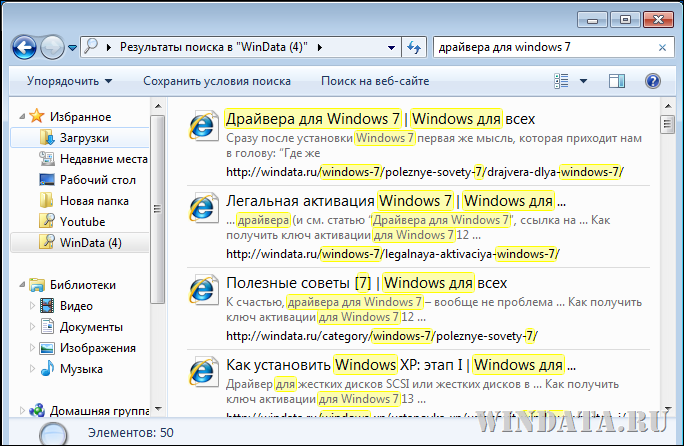 Результаты поиска в "WinData (4)"
драйвера для windows 7
Упорядочить
Сохранить условия поиска
Поиск на веб-сайте
Избранное
Загрузки
Недавние места
Рабочий стол
Новая папка
Youtube
WinData (4)
Библиотеки
Видео
Документы
Изображения
Музыка
Домашняя группа
Драйвера для Windows 7 | Windows для всех
Сразу после установки Windows 7 первая же мысль, которая приходит нам
в голову: “Где же
http://windata.ru/windows-7/poleznye-sovety-7/drajvera-dlya-windows-7/
Легальная активация Windows 7 | Windows для ...
... драйвера (и см. статью “Драйвера для Windows 7”, ссылка на ... Как
получить ключ активации для Windows 7 12 ...
http://windata.ru/windows-7/legalnaya-aktivaciya-windows-7/
Полезные советы [7] | Windows для всех
К счастью, драйвера для Windows 7 – вообще не проблема ... Как получить
ключ активации для Windows 7 12 ...
http://windata.ru/category/windows-7/poleznye-sovety-7/
Как установить Windows XP: этап I | Windows для ...
Драйвер для жестких дисков SCSI или жестких дисков в ... Как получить
ключ активации для Windows 7 13 ...
Элементов: 50
WINDATA.RU